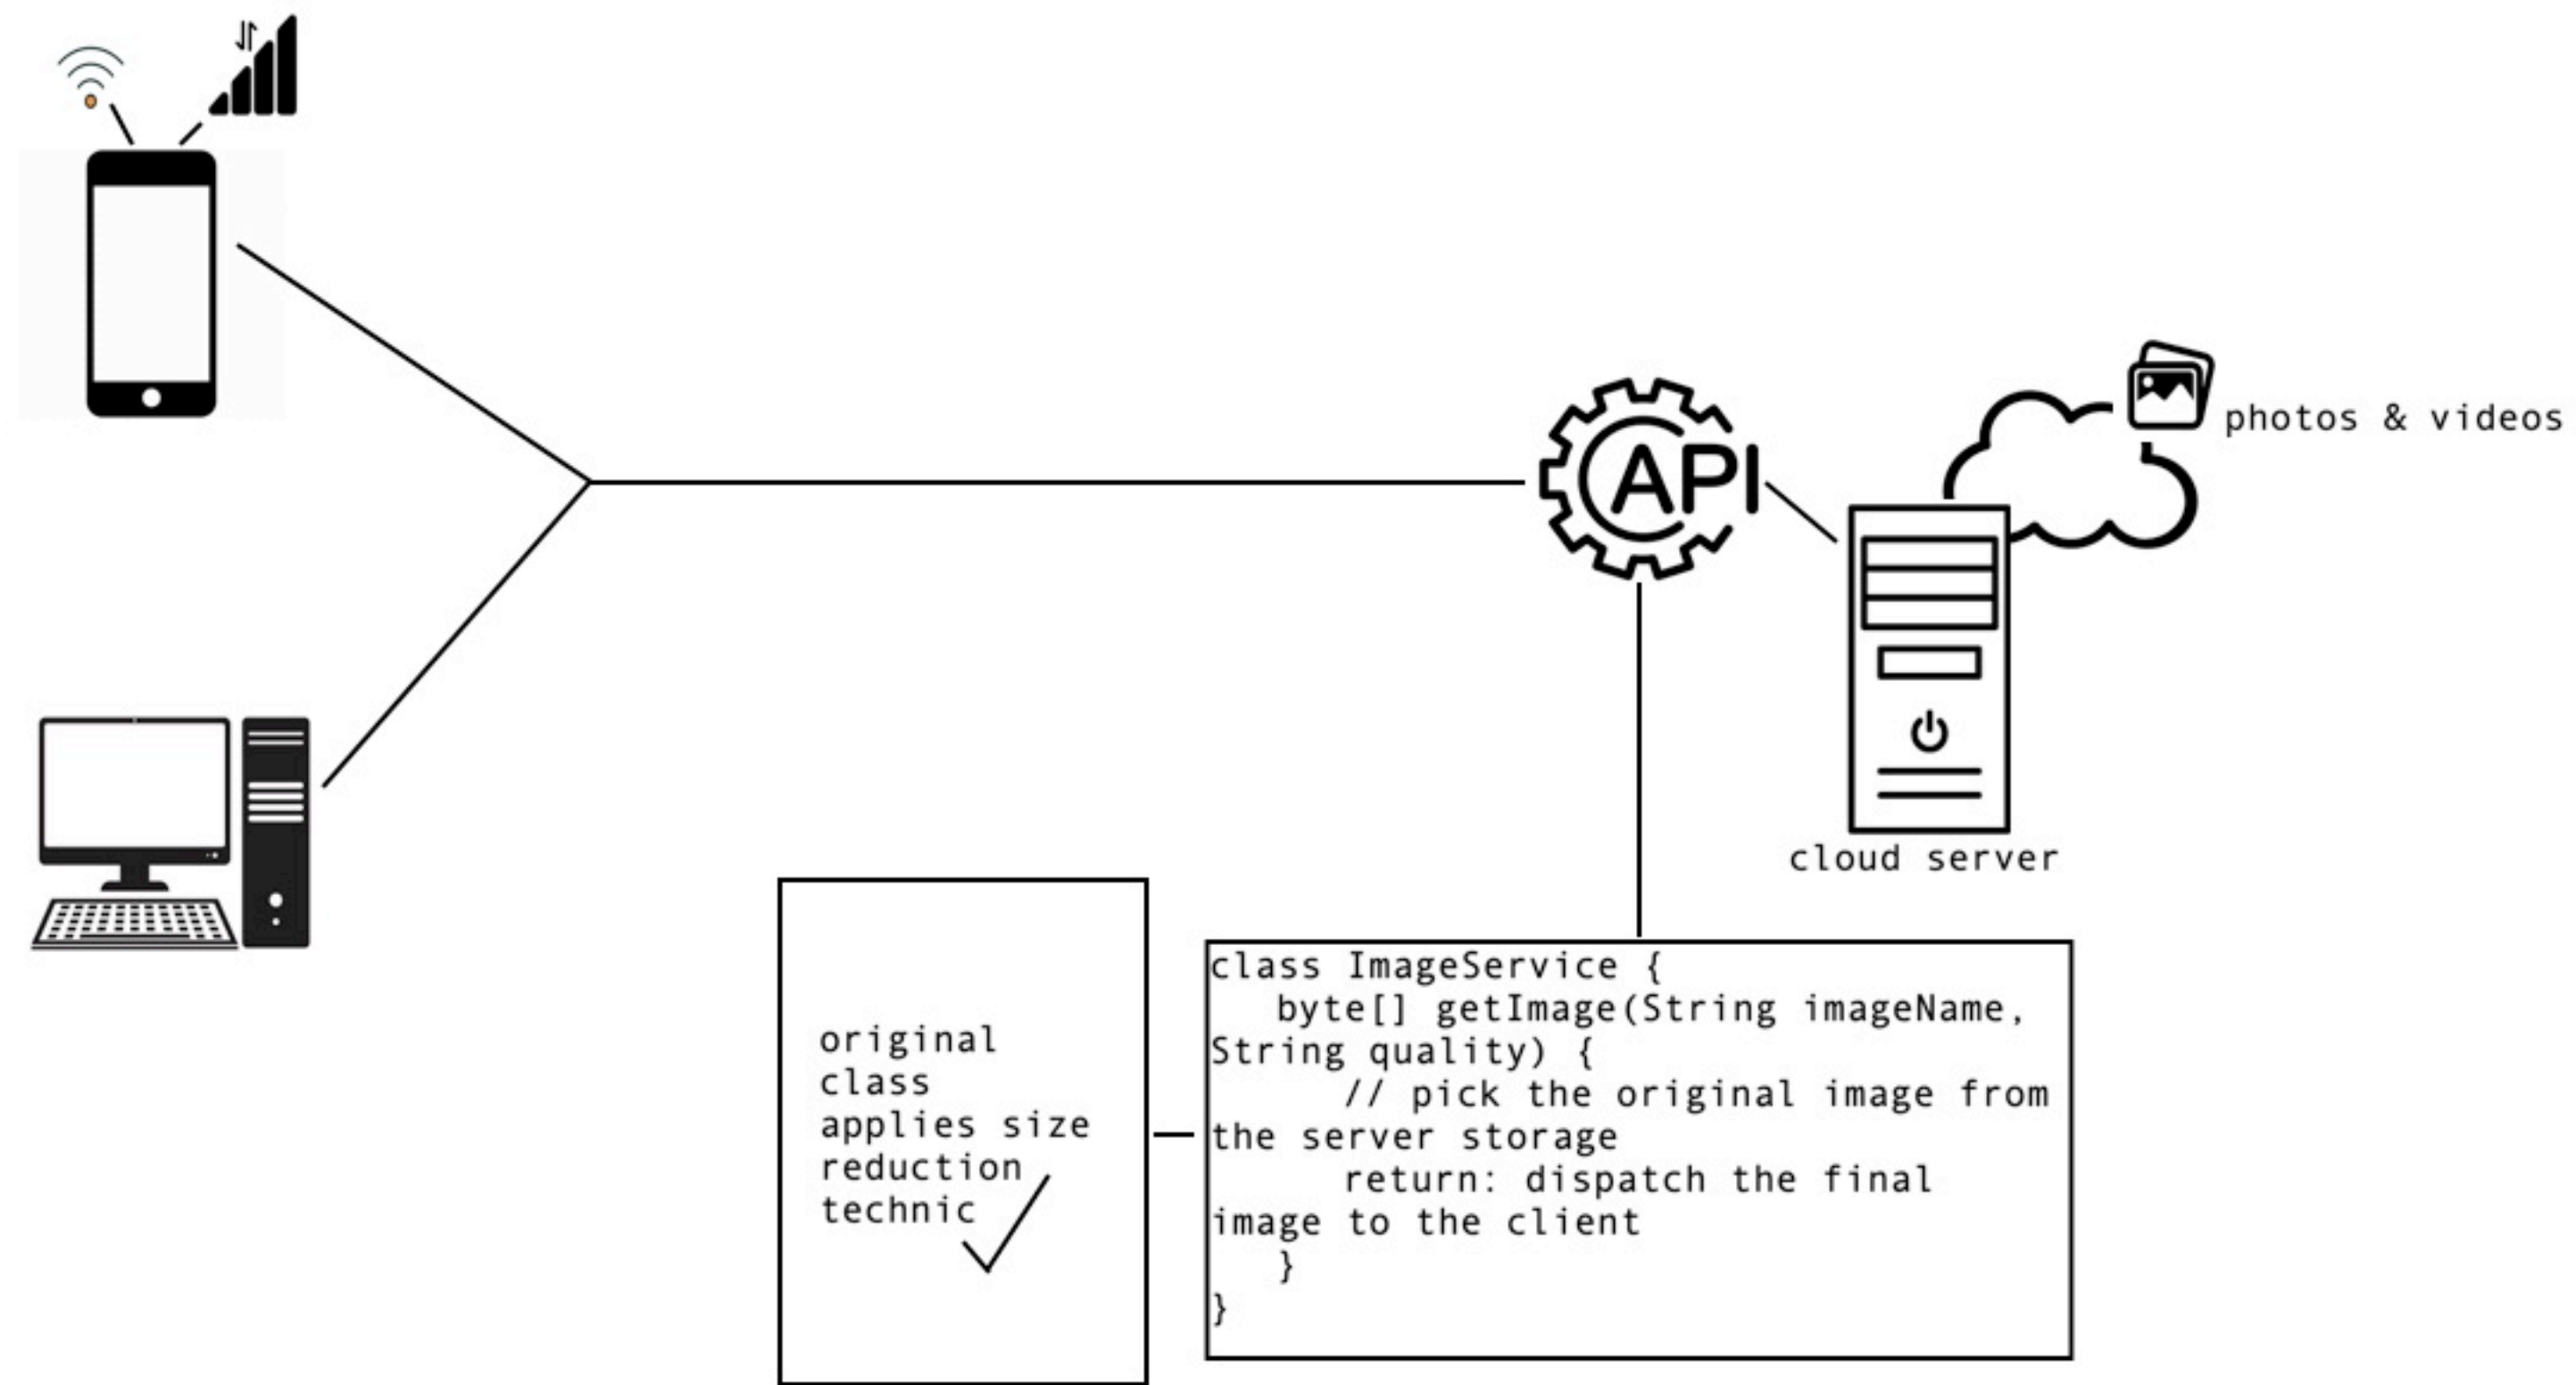 API
photos & videos
cloud server
original
class
applies size
reduction
technic
class ImageService {
   byte[] getImage(String imageName,
String quality) {
      // pick the original image from
the server storage
      return: dispatch the final
image to the client
   }
}